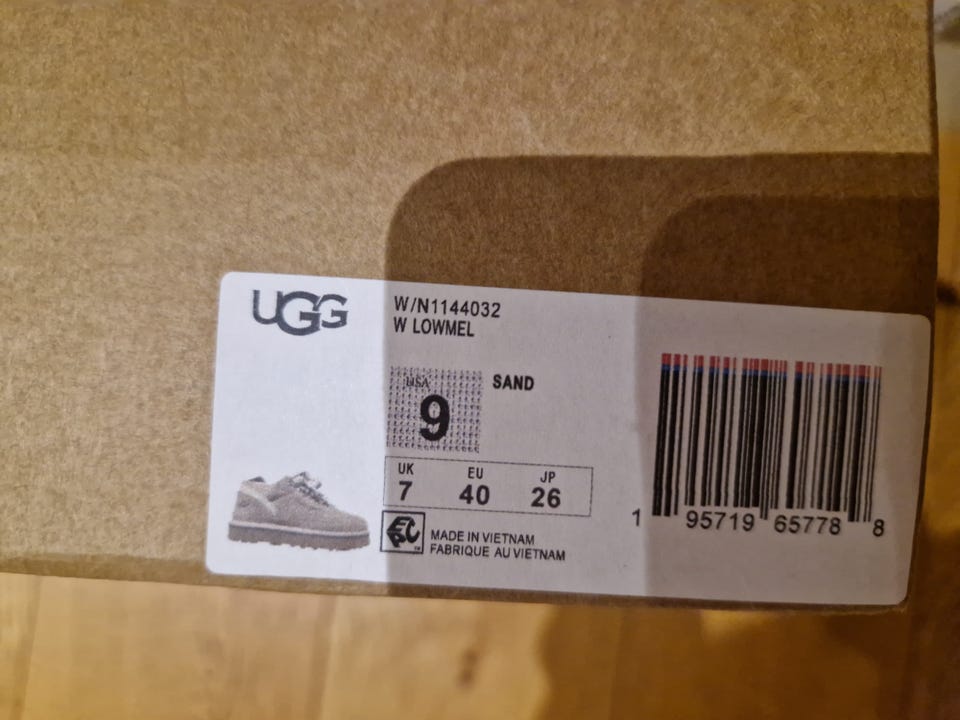 UGG
W/N1144032
W LOWMEL
USA
9
SAND
UK EU JP
7 40 26
MADE IN VIETNAM
FABRIQUE AU VIETNAM
1 95719 65778 8